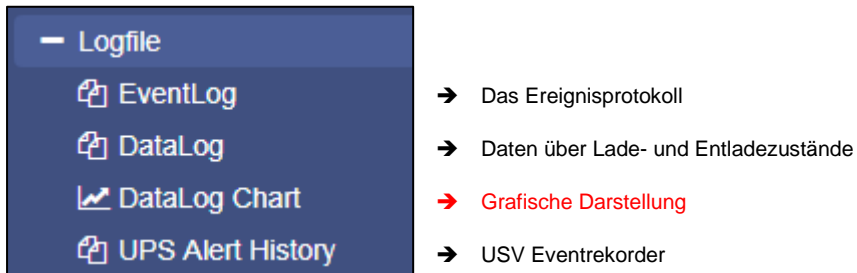 Logfile
EventLog ➔ Das Ereignisprotokoll
DataLog ➔ Daten über Lade- und Entladezustände
DataLog Chart ➔ Grafische Darstellung
UPS Alert History ➔ USV Eventrekorder